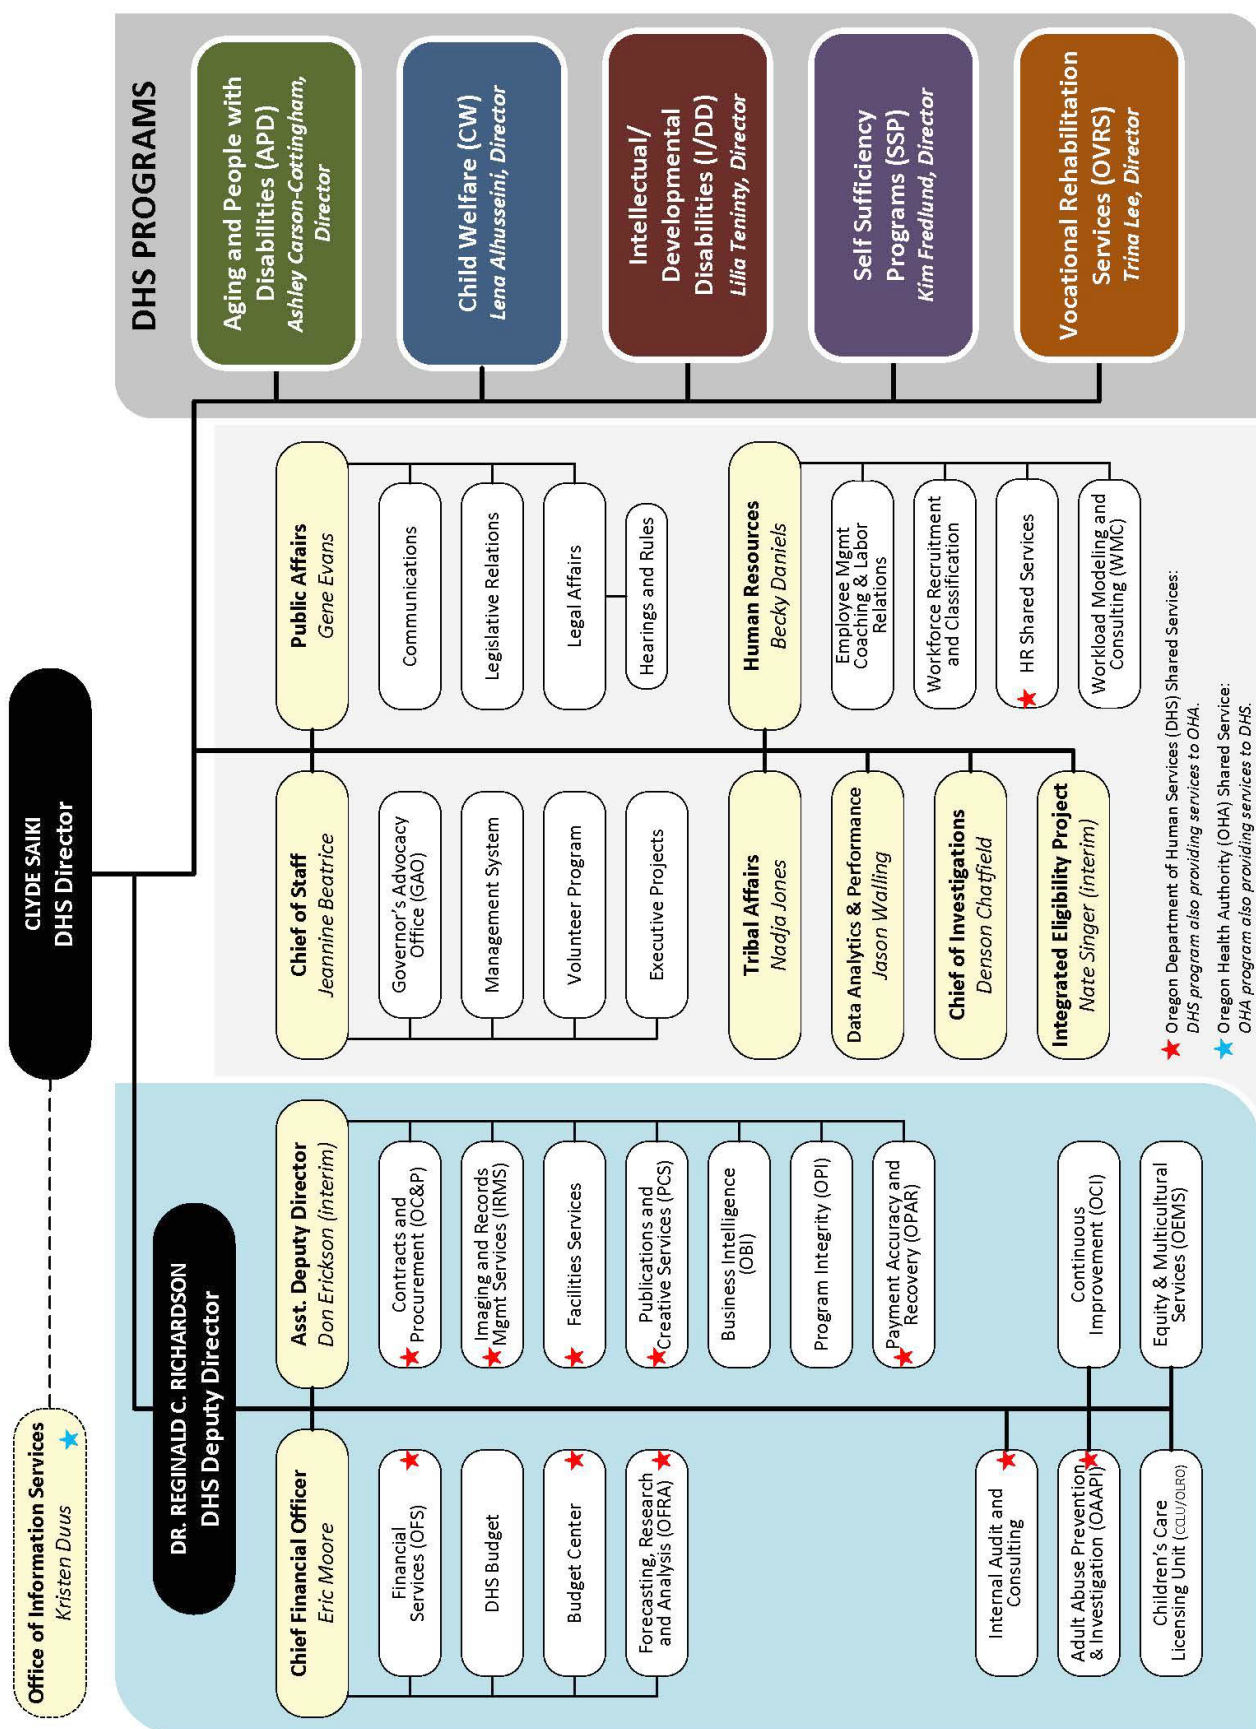 CLYDE SAIKI
DHS Director
Office of Information Services
Kristen Duus
DR. REGINALD C. RICHARDSON
DHS Deputy Director
Chief Financial Officer
Eric Moore
Financial
Services (OFS)
DHS Budget
Budget Center
Forecasting, Research
and Analysis (OFRA)
Asst. Deputy Director
Don Erickson (interim)
Contracts and
Procurement (OC&P)
Imaging and Records
Mgmt Services (IRMS)
Facilities Services
Publications and
Creative Services (PCS)
Business Intelligence
(OBI)
Program Integrity (OPI)
Payment Accuracy and
Recovery (OPAR)
Internal Audit and
Consulting
Adult Abuse Prevention
& Investigation (OAAPI)
Children's Care
Licensing Unit (CCLU/OLRO)
Continuous
Improvement (OCI)
Equity & Multicultural
Services (OEMS)
Chief of Staff
Jeannine Beatrice
Governor's Advocacy
Office (GAO)
Management System
Volunteer Program
Executive Projects
Public Affairs
Gene Evans
Communications
Legislative Relations
Legal Affairs
Hearings and Rules
Tribal Affairs
Nadja Jones
Data Analytics & Performance
Jason Walling
Chief of Investigations
Denson Chatfield
Integrated Eligibility Project
Nate Singer (interim)
Human Resources
Becky Daniels
Employee Mgmt
Coaching & Labor
Relations
Workforce Recruitment
and Classification
HR Shared Services
Workload Modeling and
Consulting (WMC)
Oregon Department of Human Services (DHS) Shared Services:
DHS program also providing services to OHA.
Oregon Health Authority (OHA) Shared Service:
OHA program also providing services to DHS.
DHS PROGRAMS
Aging and People with
Disabilities (APD)
Ashley Carson-Cottingham,
Director
Child Welfare (CW)
Lena Alhusseini, Director
Intellectual/
Developmental
Disabilities (I/DD)
Lilia Teninty, Director
Self Sufficiency
Programs (SSP)
Kim Fredlund, Director
Vocational Rehabilitation
Services (OVRS)
Trina Lee, Director